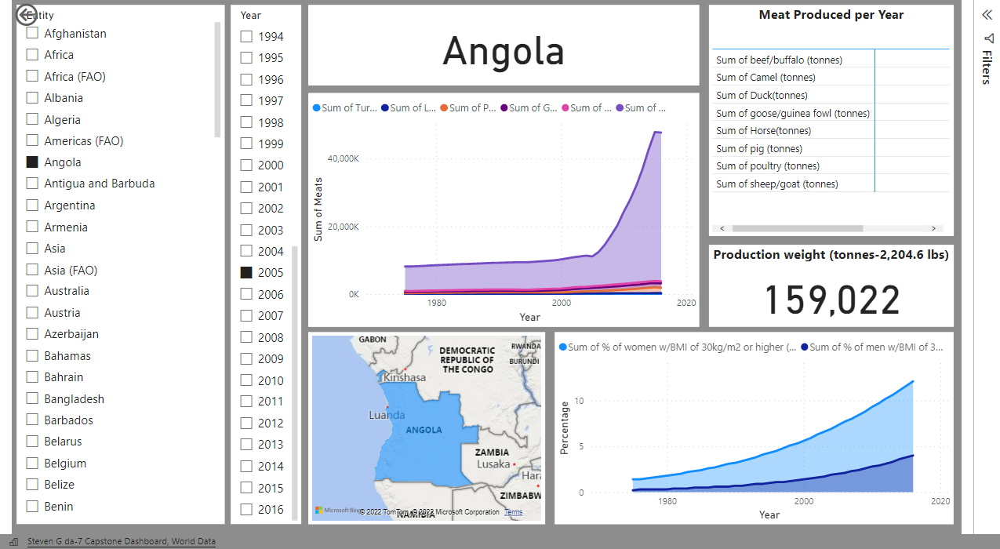 Entity
Afghanistan
Africa
Africa (FAO)
Albania
Algeria
Americas (FAO)
Angola
Antigua and Barbuda
Argentina
Armenia
Asia
Asia (FAO)
Australia
Austria
Azerbaijan
Bahamas
Bahrain
Bangladesh
Barbados
Belarus
Belgium
Belize
Benin
Year
1994
1995
1996
1997
1998
1999
2000
2001
2002
2003
2004
2005
2006
2007
2008
2009
2010
2011
2012
2013
2014
2015
2016
Angola
Sum of Tur... Sum of L... Sum of P... Sum of G... Sum of ... Sum of ...
Sum of Meats
40,000K
20,000K
0K
1980 2000 2020
Year
Meat Produced per Year
Sum of beef/buffalo (tonnes)
Sum of Camel (tonnes)
Sum of Duck(tonnes)
Sum of goose/guinea fowl (tonnes)
Sum of Horse(tonnes)
Sum of pig (tonnes)
Sum of poultry (tonnes)
Sum of sheep/goat (tonnes)
Production weight (tonnes-2,204.6 lbs)
159,022
GABON
DEMOCRATIC
REPUBLIC OF
THE CONGO
RWANDA
BURUNDI
Kinshasa
Luanda
ANGOLA
ZAMBIA
Lusaka
Har
ZIMBABW
NAMIBIA
Microsoft Bing
© 2022 TomTom, © 2022 Microsoft Corporation Terms
Sum of % of women w/BMI of 30kg/m2 or higher (... Sum of % of men w/BMI of 3...
Percentage
10
5
0
1980 2000 2020
Year
Filters
Steven G da-7 Capstone Dashboard, World Data